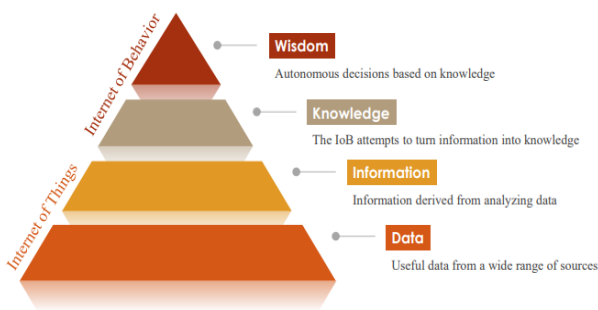 Internet of Behavior
Wisdom
Autonomous decisions based on knowledge
Knowledge
The IoB attempts to turn information into knowledge
Internet of Things
Information
Information derived from analyzing data
Data
Useful data from a wide range of sources